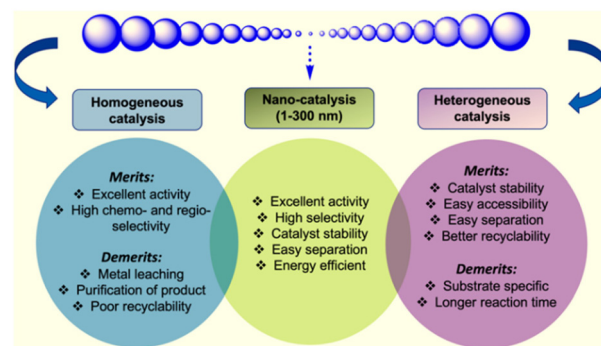 Homogeneous
catalysis
Nano-catalysis
(1-300 nm)
Heterogeneous
catalysis
Merits:
❖ Excellent activity
❖ High chemo- and regio-
selectivity
Demerits:
❖ Metal leaching
❖ Purification of product
❖ Poor recyclability
❖ Excellent activity
❖ High selectivity
❖ Catalyst stability
❖ Easy separation
❖ Energy efficient
Merits:
❖ Catalyst stability
❖ Easy accessibility
❖ Easy separation
❖ Better recyclability
Demerits:
❖ Substrate specific
❖ Longer reaction time